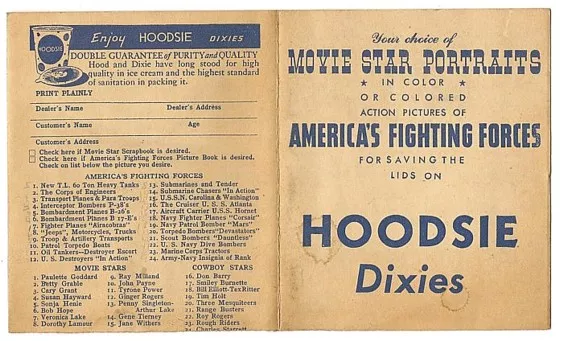 Enjoy HOODSIE DIXIES
HOODSIE
DOUBLE GUARANTEE of PURITY and QUALITY
Hood and Dixie have long stood for high
quality in ice cream and the highest standard
of sanitation in packing it.
PRINT PLAINLY
Dealer's Name Dealer's Address
Customer's Name Age
Customer's Address
Check here if Movie Star Scrapbook is desired.
Check here if America's Fighting Forces Picture Book is desired.
Check on list below the picture you desire.
AMERICA'S FIGHTING FORCES
1. New T.L. 60 Ton Heavy Tanks
2. The Corps of Engineers
3. Transport Planes & Para Troops
4. Interceptor Bombers P-38's
5. Bombardment Planes B-26's
6. Bombardment Planes B 17-E's
7. Fighter Planes "Airacobras"
8. "Jeeps", Motorcycles, Trucks
9. Troop & Artillery Transports
10. Patrol Torpedo Boats
11. Oil Tankers—Destroyer Escort
12. U. S. Destroyers "In Action"
13. Submarines and Tender
14. Submarine Chasers "In Action"
15. U.S.S.N. Carolina & Washington
16. The Cruiser U. S. S. Atlanta
17. Aircraft Carrier U.S.S. Hornet
18. Navy Fighter Planes "Corsair"
19. Navy Patrol Bomber "Mars"
20. Torpedo Bombers "Devastators"
21. Scout Bombers "Dauntless"
22. U. S. Navy Dive Bombers
23. Marine Corps Tractors
24. Army-Navy Insignia of Rank
MOVIE STARS
1. Paulette Goddard
2. Betty Grable
3. Cary Grant
4. Susan Hayward
5. Sonja Henie
6. Bob Hope
7. Veronica Lake
8. Dorothy Lamour
9. Ray Milland
10. John Payne
11. Tyrone Power
12. Ginger Rogers
13. Penny Singleton-
Arthur Lake
14. Gene Tierney
15. Jane Withers
COWBOY STARS
16. Don Barry
17. Smiley Burnette
18. Bill Elliott-Tex Ritter
19. Tim Holt
20. Three Mesquiteers
21. Range Busters
22. Roy Rogers
23. Rough Riders
24. Charles Starrett
Your choice of
MOVIE STAR PORTRAITS
IN COLOR
OR COLORED
ACTION PICTURES OF
AMERICA'S FIGHTING FORCES
FOR SAVING THE
LIDS ON
HOODSIE
Dixies